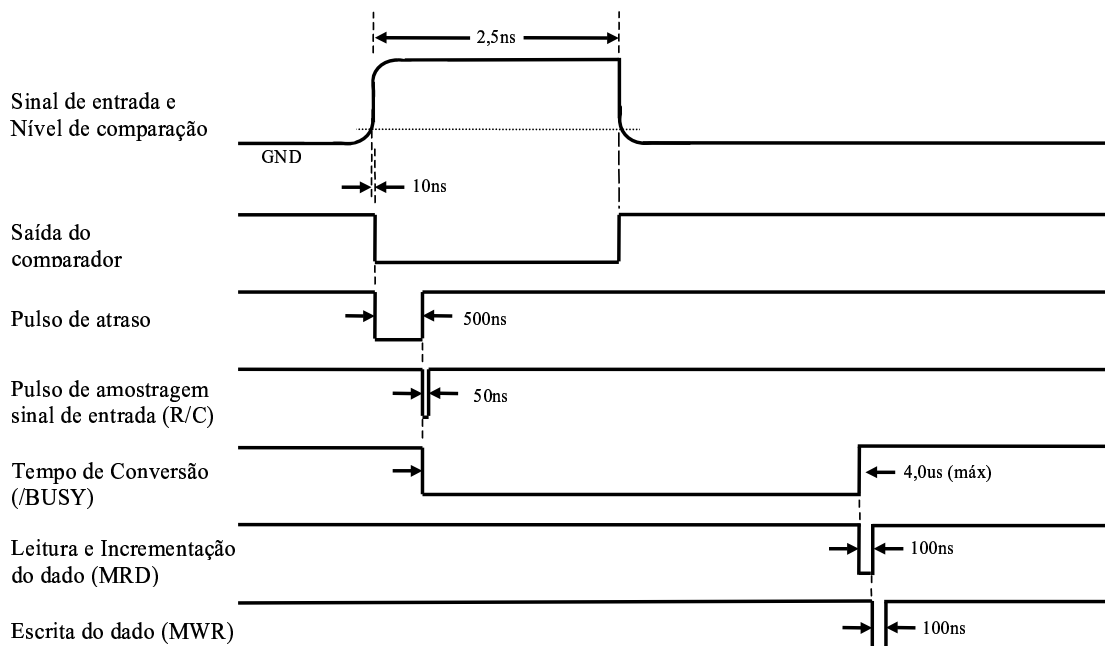 2,5ns
Sinal de entrada e
Nível de comparação
GND
10ns
Saída do
comparador
Pulso de atraso
500ns
Pulso de amostragem
sinal de entrada (R/C)
50ns
Tempo de Conversão
(/BUSY)
4,0us (máx)
Leitura e Incrementação
do dado (MRD)
100ns
Escrita do dado (MWR)
100ns